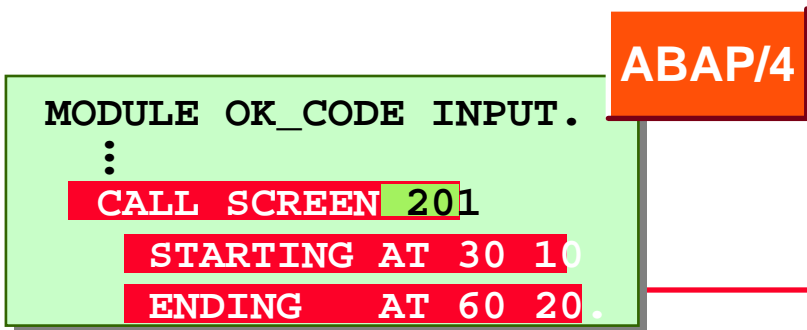 ABAP/4
MODULE OK_CODE INPUT.
⋮
CALL SCREEN 201
STARTING AT 30 10
ENDING   AT 60 20.